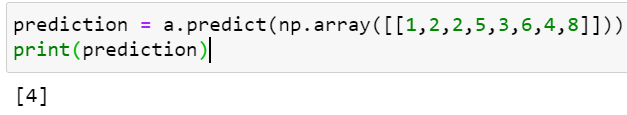 prediction = a.predict(np.array([[1,2,2,5,3,6,4,8]]))
print(prediction)
[4]